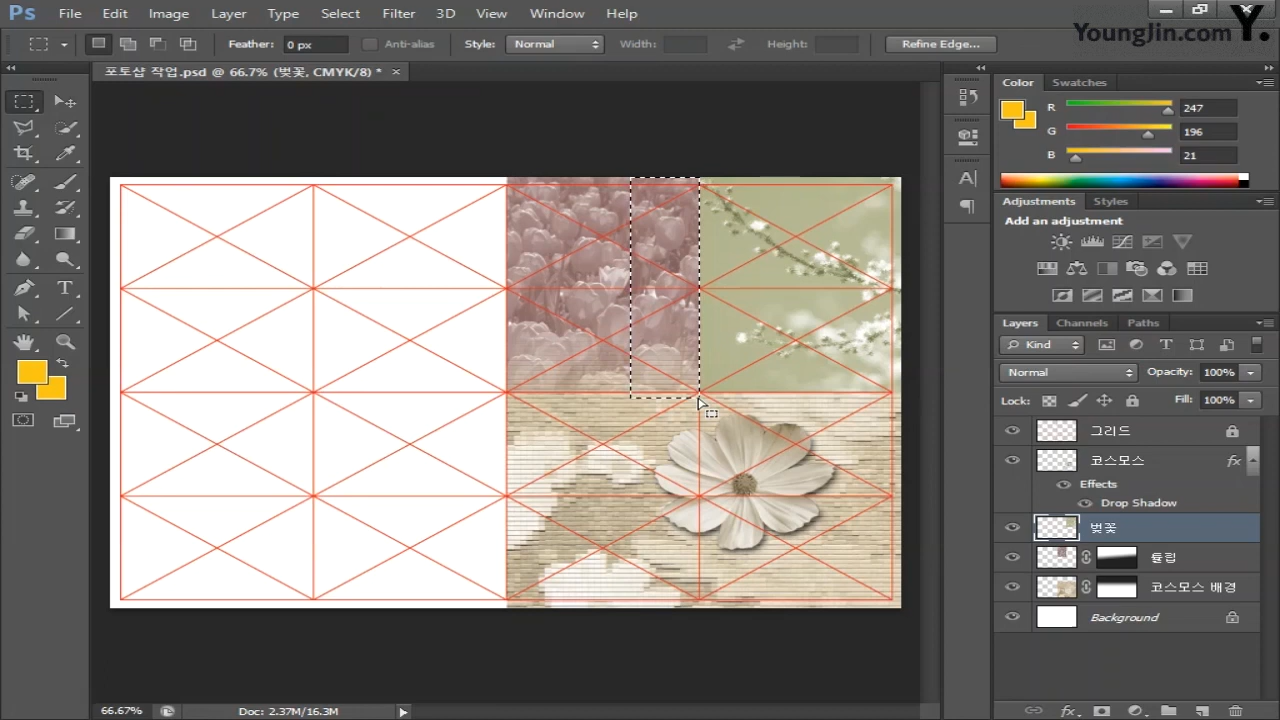 Ps File Edit Image Layer Type Select Filter 3D View Window Help
YoungJin.com Y.
Feather: 0 px Anti-alias Style: Normal Width: Height: Refine Edge...
포토샵 작업.psd @ 66.7% (벚꽃, CMYK/8) * ×
Color Swatches
R 247
G 196
B 21
Adjustments Styles
Add an adjustment
Layers Channels Paths
Kind
Normal Opacity: 100%
Lock: Fill: 100%
그리드
코스모스 fx
Effects
Drop Shadow
벚꽃
튤립
코스모스 배경
Background
66.67% Doc: 2.37M/16.3M